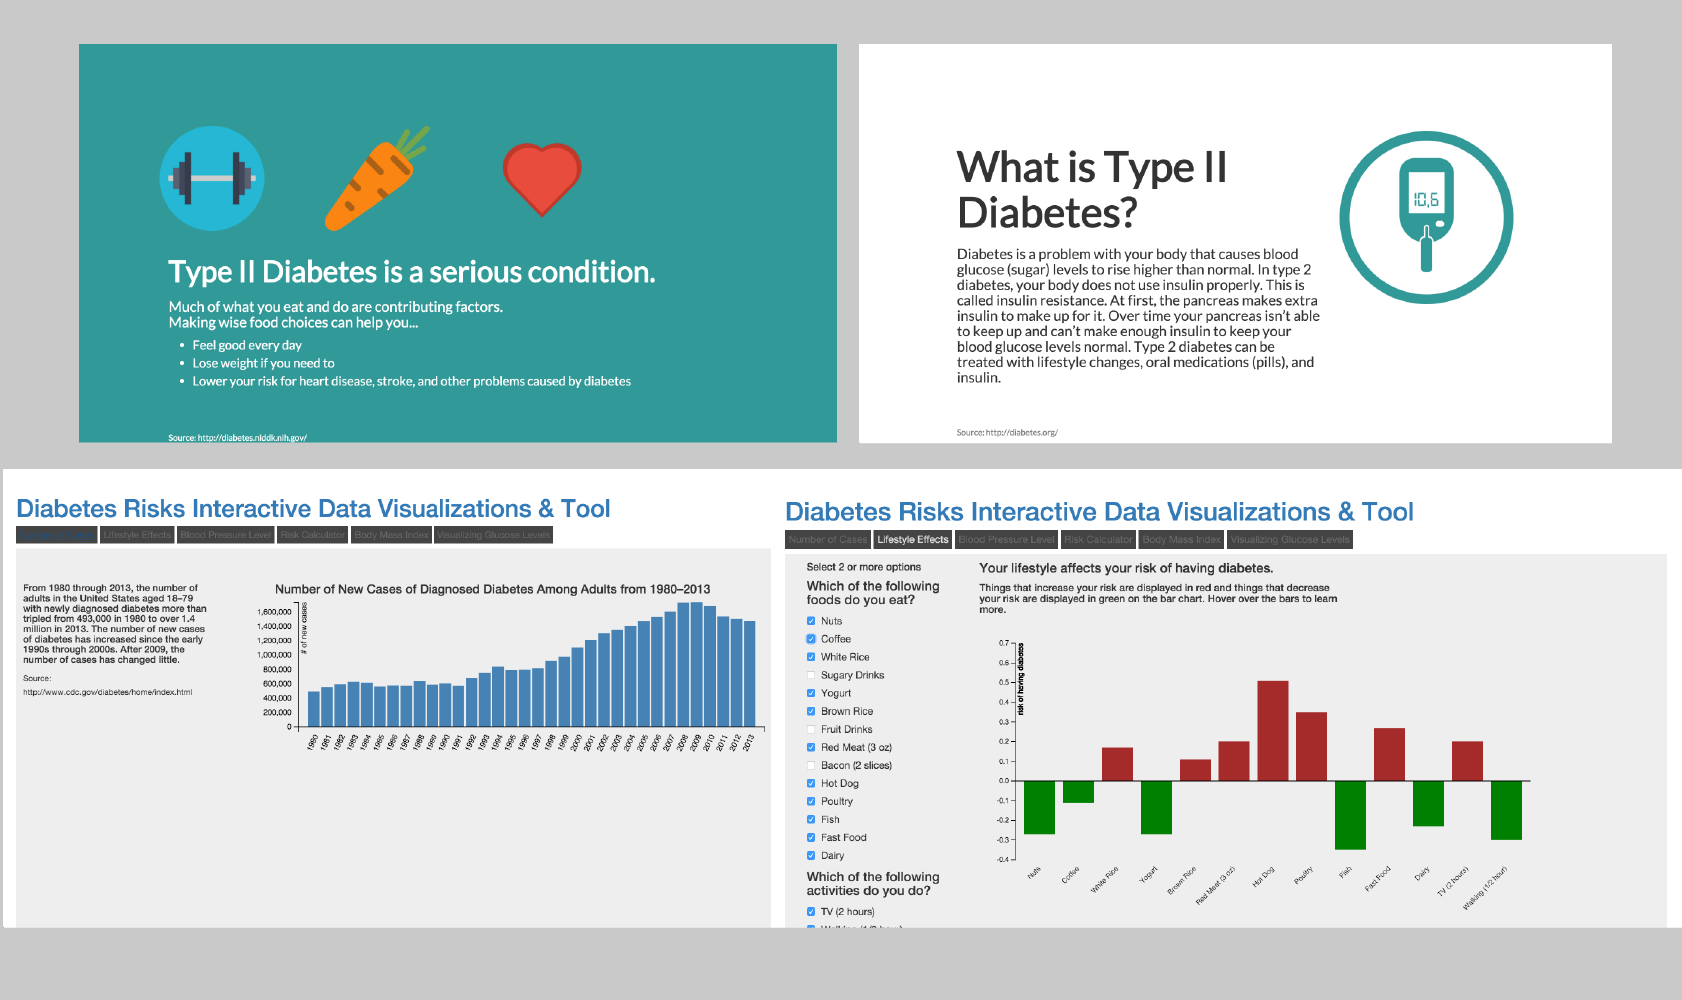 Type II Diabetes is a serious condition.
Much of what you eat and do are contributing factors.
Making wise food choices can help you...
• Feel good every day
• Lose weight if you need to
• Lower your risk for heart disease, stroke, and other problems caused by diabetes
Source: http://diabetes.niddk.nih.gov/
What is Type II
Diabetes?
10,6
Diabetes is a problem with your body that causes blood
glucose (sugar) levels to rise higher than normal. In type 2
diabetes, your body does not use insulin properly. This is
called insulin resistance. At first, the pancreas makes extra
insulin to make up for it. Over time your pancreas isn't able
to keep up and can't make enough insulin to keep your
blood glucose levels normal. Type 2 diabetes can be
treated with lifestyle changes, oral medications (pills), and
insulin.
Source: http://diabetes.org/
Diabetes Risks Interactive Data Visualizations & Tool
Lifestyle Effects Blood Pressure Level Risk Calculator Body Mass Index Visualizing Glucose Levels
From 1980 through 2013, the number of
adults in the United States aged 18–79
with newly diagnosed diabetes more than
tripled from 493,000 in 1980 to over 1.4
million in 2013. The number of new cases
of diabetes has increased since the early
1990s through 2000s. After 2009, the
number of cases has changed little.
Source:
http://www.cdc.gov/diabetes/home/index.html
Number of New Cases of Diagnosed Diabetes Among Adults from 1980–2013
# of new cases
1,600,000
1,400,000
1,200,000
1,000,000
800,000
600,000
400,000
200,000
0
1980 1981 1982 1983 1984 1985 1986 1987 1988 1989 1990 1991 1992 1993 1994 1995 1996 1997 1998 1999 2000 2001 2002 2003 2004 2005 2006 2007 2008 2009 2010 2011 2012 2013
Diabetes Risks Interactive Data Visualizations & Tool
Number of Cases Lifestyle Effects Blood Pressure Level Risk Calculator Body Mass Index Visualizing Glucose Levels
Select 2 or more options
Which of the following
foods do you eat?
Nuts
Coffee
White Rice
Sugary Drinks
Yogurt
Brown Rice
Fruit Drinks
Red Meat (3 oz)
Bacon (2 slices)
Hot Dog
Poultry
Fish
Fast Food
Dairy
Which of the following
activities do you do?
TV (2 hours)
Your lifestyle affects your risk of having diabetes.
Things that increase your risk are displayed in red and things that decrease
your risk are displayed in green on the bar chart. Hover over the bars to learn
more.
risk of having diabetes
0.7
0.6
0.5
0.4
0.3
0.2
0.1
0.0
-0.1
-0.2
-0.3
-0.4
Nuts Coffee White Rice Yogurt Brown Rice Red Meat (3 oz) Hot Dog Poultry Fish Fast Food Dairy TV (2 hours) Walking (1/2 hour)